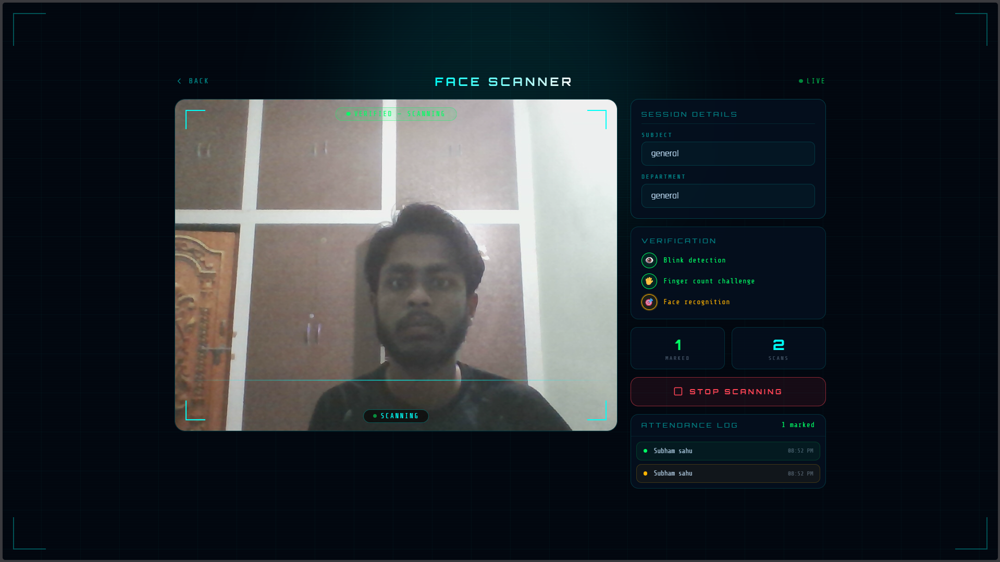 BACK
FACE SCANNER
LIVE
VERIFIED — SCANNING
SCANNING
SESSION DETAILS
SUBJECT
general
DEPARTMENT
general
VERIFICATION
Blink detection
Finger count challenge
Face recognition
1
MARKED
2
SCANS
STOP SCANNING
ATTENDANCE LOG
1 marked
Subham sahu
08:52 PM
Subham sahu
08:52 PM